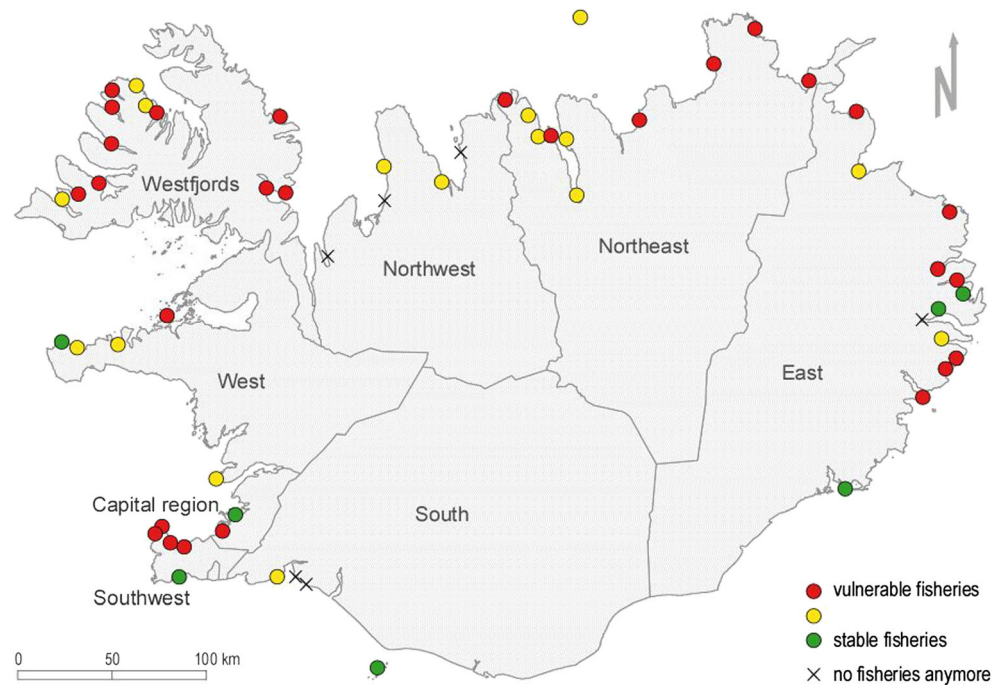 N
Westfjords
Northeast
Northwest
West
East
Capital region
South
Southwest
vulnerable fisheries
stable fisheries
no fisheries anymore
0 50 100 km